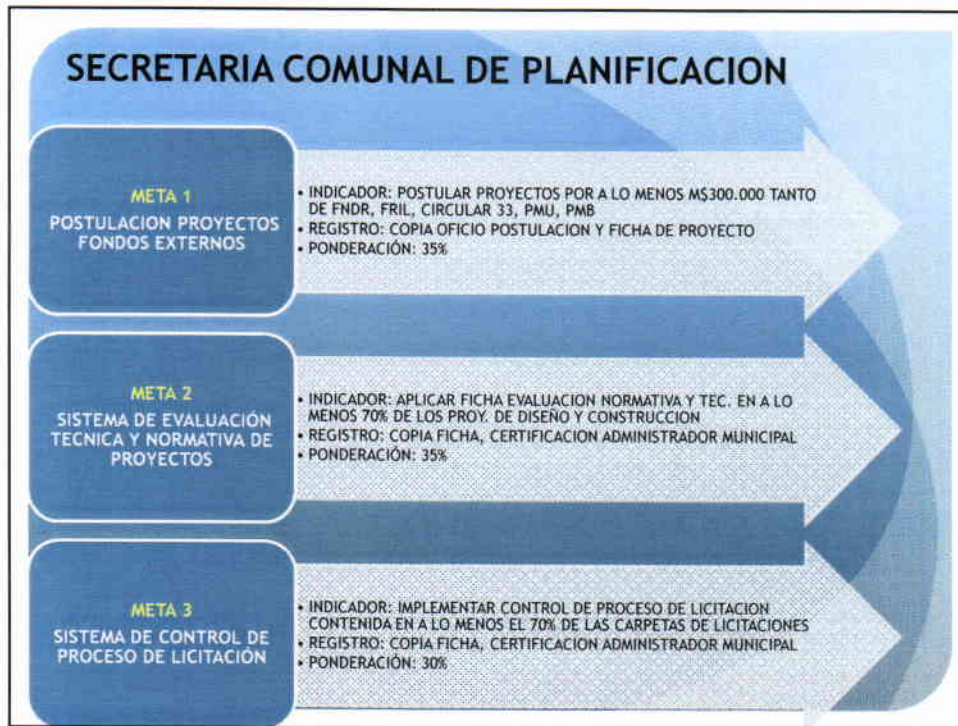 SECRETARIA COMUNAL DE PLANIFICACION
META 1
POSTULACION PROYECTOS
FONDOS EXTERNOS
• INDICADOR: POSTULAR PROYECTOS POR A LO MENOS M$300.000 TANTO
DE FNDR, FRIL, CIRCULAR 33, PMU, PMB
• REGISTRO: COPIA OFICIO POSTULACION Y FICHA DE PROYECTO
• PONDERACIÓN: 35%
META 2
SISTEMA DE EVALUACIÓN
TECNICA Y NORMATIVA DE
PROYECTOS
• INDICADOR: APLICAR FICHA EVALUACION NORMATIVA Y TEC. EN A LO
MENOS 70% DE LOS PROY. DE DISEÑO Y CONSTRUCCION
• REGISTRO: COPIA FICHA, CERTIFICACION ADMINISTRADOR MUNICIPAL
• PONDERACIÓN: 35%
META 3
SISTEMA DE CONTROL DE
PROCESO DE LICITACIÓN
• INDICADOR: IMPLEMENTAR CONTROL DE PROCESO DE LICITACION
CONTENIDA EN A LO MENOS EL 70% DE LAS CARPETAS DE LICITACIONES
• REGISTRO: COPIA FICHA, CERTIFICACION ADMINISTRADOR MUNICIPAL
• PONDERACIÓN: 30%